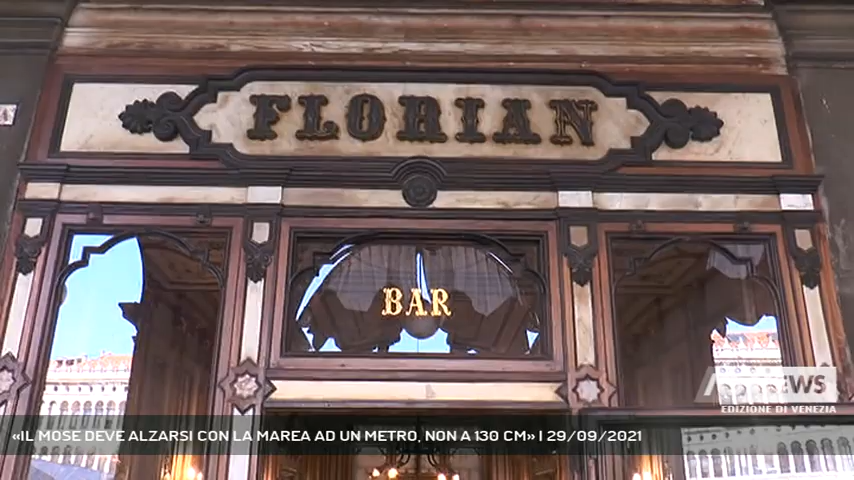 FLORIAN
BAR
NEWS
EDIZIONE DI VENEZIA
«IL MOSE DEVE ALZARSI CON LA MAREA AD UN METRO, NON A 130 CM» | 29/09/2021